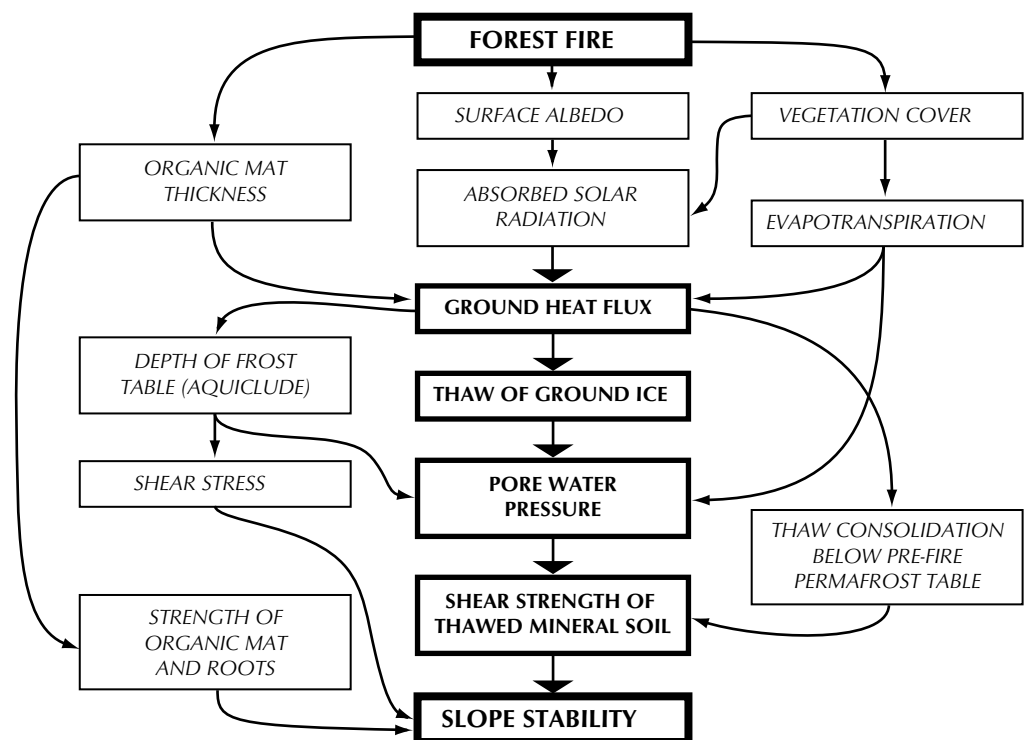 FOREST FIRE
SURFACE ALBEDO
VEGETATION COVER
ORGANIC MAT
THICKNESS
ABSORBED SOLAR
RADIATION
EVAPOTRANSPIRATION
GROUND HEAT FLUX
DEPTH OF FROST
TABLE (AQUICLUDE)
THAW OF GROUND ICE
SHEAR STRESS
PORE WATER
PRESSURE
THAW CONSOLIDATION
BELOW PRE-FIRE
PERMAFROST TABLE
SHEAR STRENGTH OF
THAWED MINERAL SOIL
STRENGTH OF
ORGANIC MAT
AND ROOTS
SLOPE STABILITY